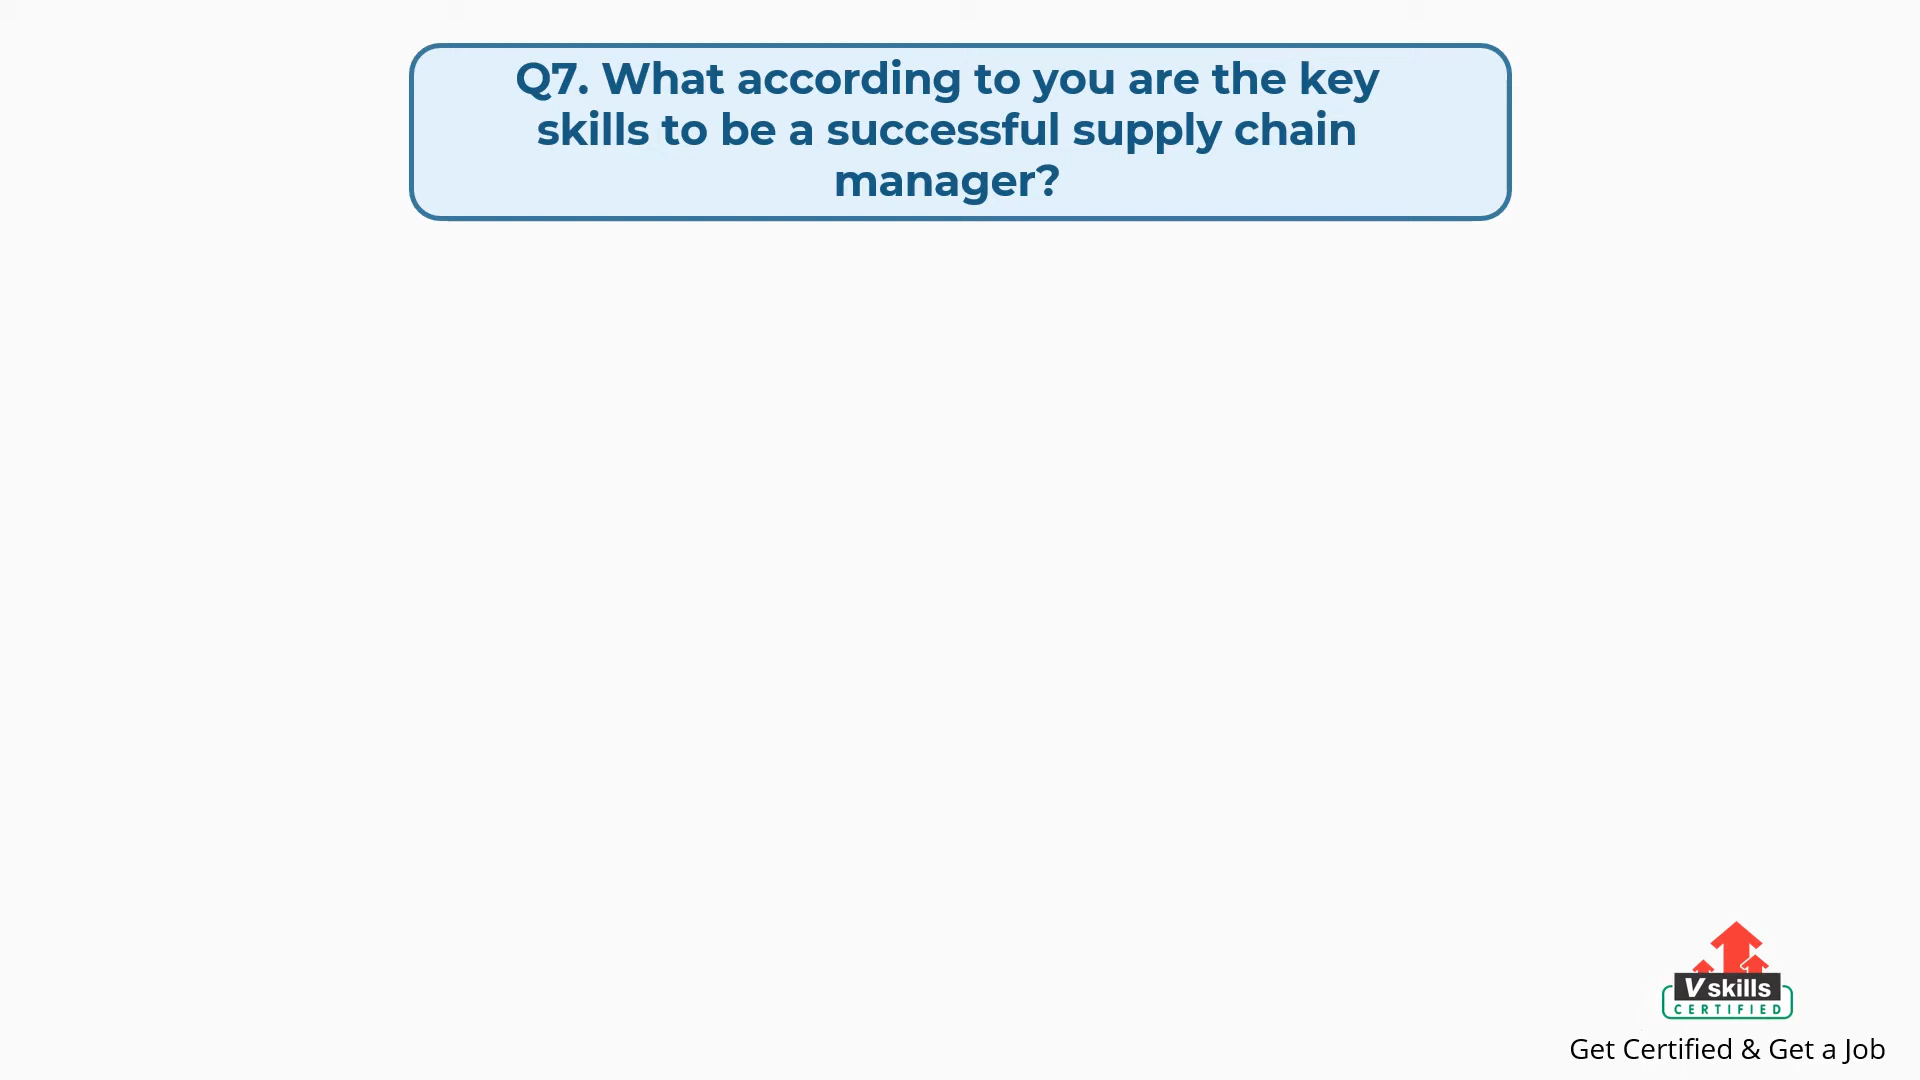 Q7. What according to you are the key
skills to be a successful supply chain
manager?
Vskills
CERTIFIED
Get Certified & Get a Job